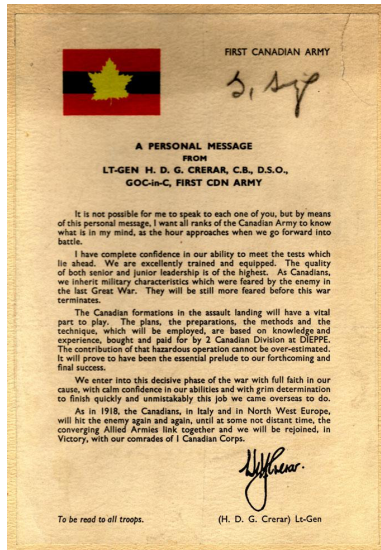 FIRST CANADIAN ARMY
A PERSONAL MESSAGE
FROM
LT-GEN H. D. G. CRERAR, C.B., D.S.O.,
GOC-in-C, FIRST CDN ARMY
It is not possible for me to speak to each one of you, but by means
of this personal message, I want all ranks of the Canadian Army to know
what is in my mind, as the hour approaches when we go forward into
battle.
I have complete confidence in our ability to meet the tests which
lie ahead. We are excellently trained and equipped. The quality
of both senior and junior leadership is of the highest. As Canadians,
we inherit military characteristics which were feared by the enemy in
the last Great War. They will be still more feared before this war
terminates.
The Canadian formations in the assault landing will have a vital
part to play. The plans, the preparations, the methods and the
technique, which will be employed, are based on knowledge and
experience, bought and paid for by 2 Canadian Division at DIEPPE.
The contribution of that hazardous operation cannot be over-estimated.
It will prove to have been the essential prelude to our forthcoming and
final success.
We enter into this decisive phase of the war with full faith in our
cause, with calm confidence in our abilities and with grim determination
to finish quickly and unmistakably this job we came overseas to do.
As in 1918, the Canadians, in Italy and in North West Europe,
will hit the enemy again and again, until at some not distant time, the
converging Allied Armies link together and we will be rejoined, in
Victory, with our comrades of 1 Canadian Corps.
To be read to all troops.
(H. D. G. Crerar) Lt-Gen